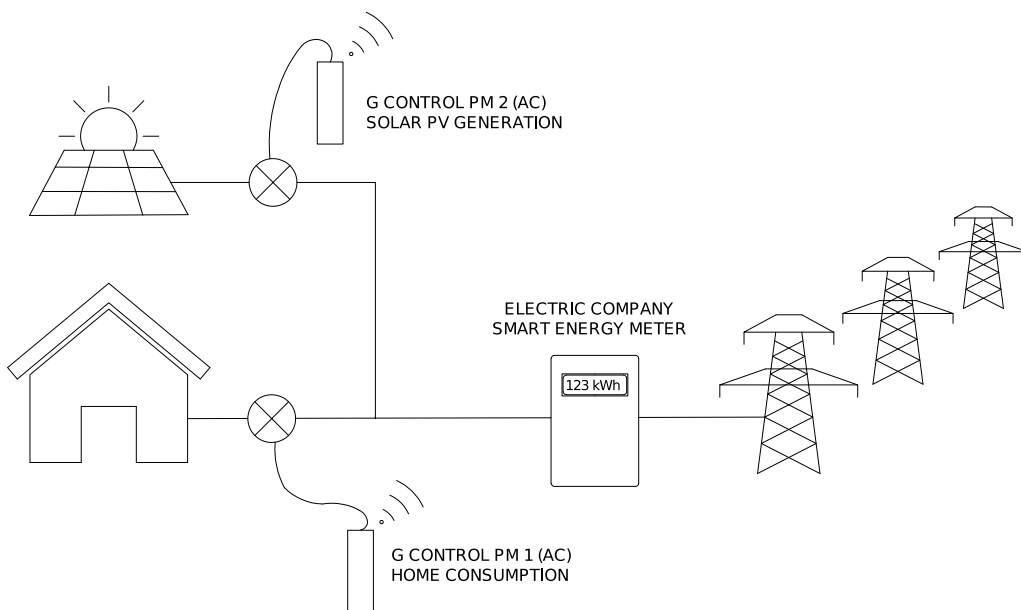 G CONTROL PM 2 (AC)
SOLAR PV GENERATION
ELECTRIC COMPANY
SMART ENERGY METER
123 kWh
G CONTROL PM 1 (AC)
HOME CONSUMPTION